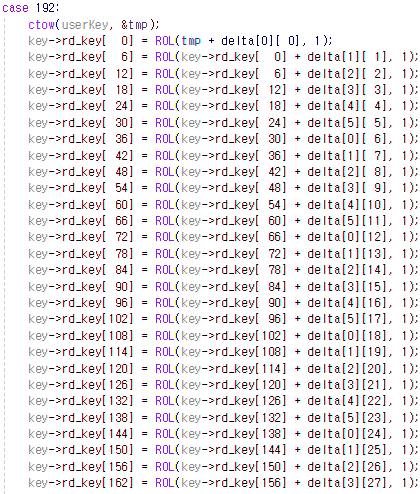 case 192:
ctow(userKey, &tmp);
key->rd_key[  0] = ROL(tmp + delta[0][ 0], 1);
key->rd_key[  6] = ROL(key->rd_key[  0] + delta[1][ 1], 1);
key->rd_key[ 12] = ROL(key->rd_key[  6] + delta[2][ 2], 1);
key->rd_key[ 18] = ROL(key->rd_key[ 12] + delta[3][ 3], 1);
key->rd_key[ 24] = ROL(key->rd_key[ 18] + delta[4][ 4], 1);
key->rd_key[ 30] = ROL(key->rd_key[ 24] + delta[5][ 5], 1);
key->rd_key[ 36] = ROL(key->rd_key[ 30] + delta[0][ 6], 1);
key->rd_key[ 42] = ROL(key->rd_key[ 36] + delta[1][ 7], 1);
key->rd_key[ 48] = ROL(key->rd_key[ 42] + delta[2][ 8], 1);
key->rd_key[ 54] = ROL(key->rd_key[ 48] + delta[3][ 9], 1);
key->rd_key[ 60] = ROL(key->rd_key[ 54] + delta[4][10], 1);
key->rd_key[ 66] = ROL(key->rd_key[ 60] + delta[5][11], 1);
key->rd_key[ 72] = ROL(key->rd_key[ 66] + delta[0][12], 1);
key->rd_key[ 78] = ROL(key->rd_key[ 72] + delta[1][13], 1);
key->rd_key[ 84] = ROL(key->rd_key[ 78] + delta[2][14], 1);
key->rd_key[ 90] = ROL(key->rd_key[ 84] + delta[3][15], 1);
key->rd_key[ 96] = ROL(key->rd_key[ 90] + delta[4][16], 1);
key->rd_key[102] = ROL(key->rd_key[ 96] + delta[5][17], 1);
key->rd_key[108] = ROL(key->rd_key[102] + delta[0][18], 1);
key->rd_key[114] = ROL(key->rd_key[108] + delta[1][19], 1);
key->rd_key[120] = ROL(key->rd_key[114] + delta[2][20], 1);
key->rd_key[126] = ROL(key->rd_key[120] + delta[3][21], 1);
key->rd_key[132] = ROL(key->rd_key[126] + delta[4][22], 1);
key->rd_key[138] = ROL(key->rd_key[132] + delta[5][23], 1);
key->rd_key[144] = ROL(key->rd_key[138] + delta[0][24], 1);
key->rd_key[150] = ROL(key->rd_key[144] + delta[1][25], 1);
key->rd_key[156] = ROL(key->rd_key[150] + delta[2][26], 1);
key->rd_key[162] = ROL(key->rd_key[156] + delta[3][27], 1);